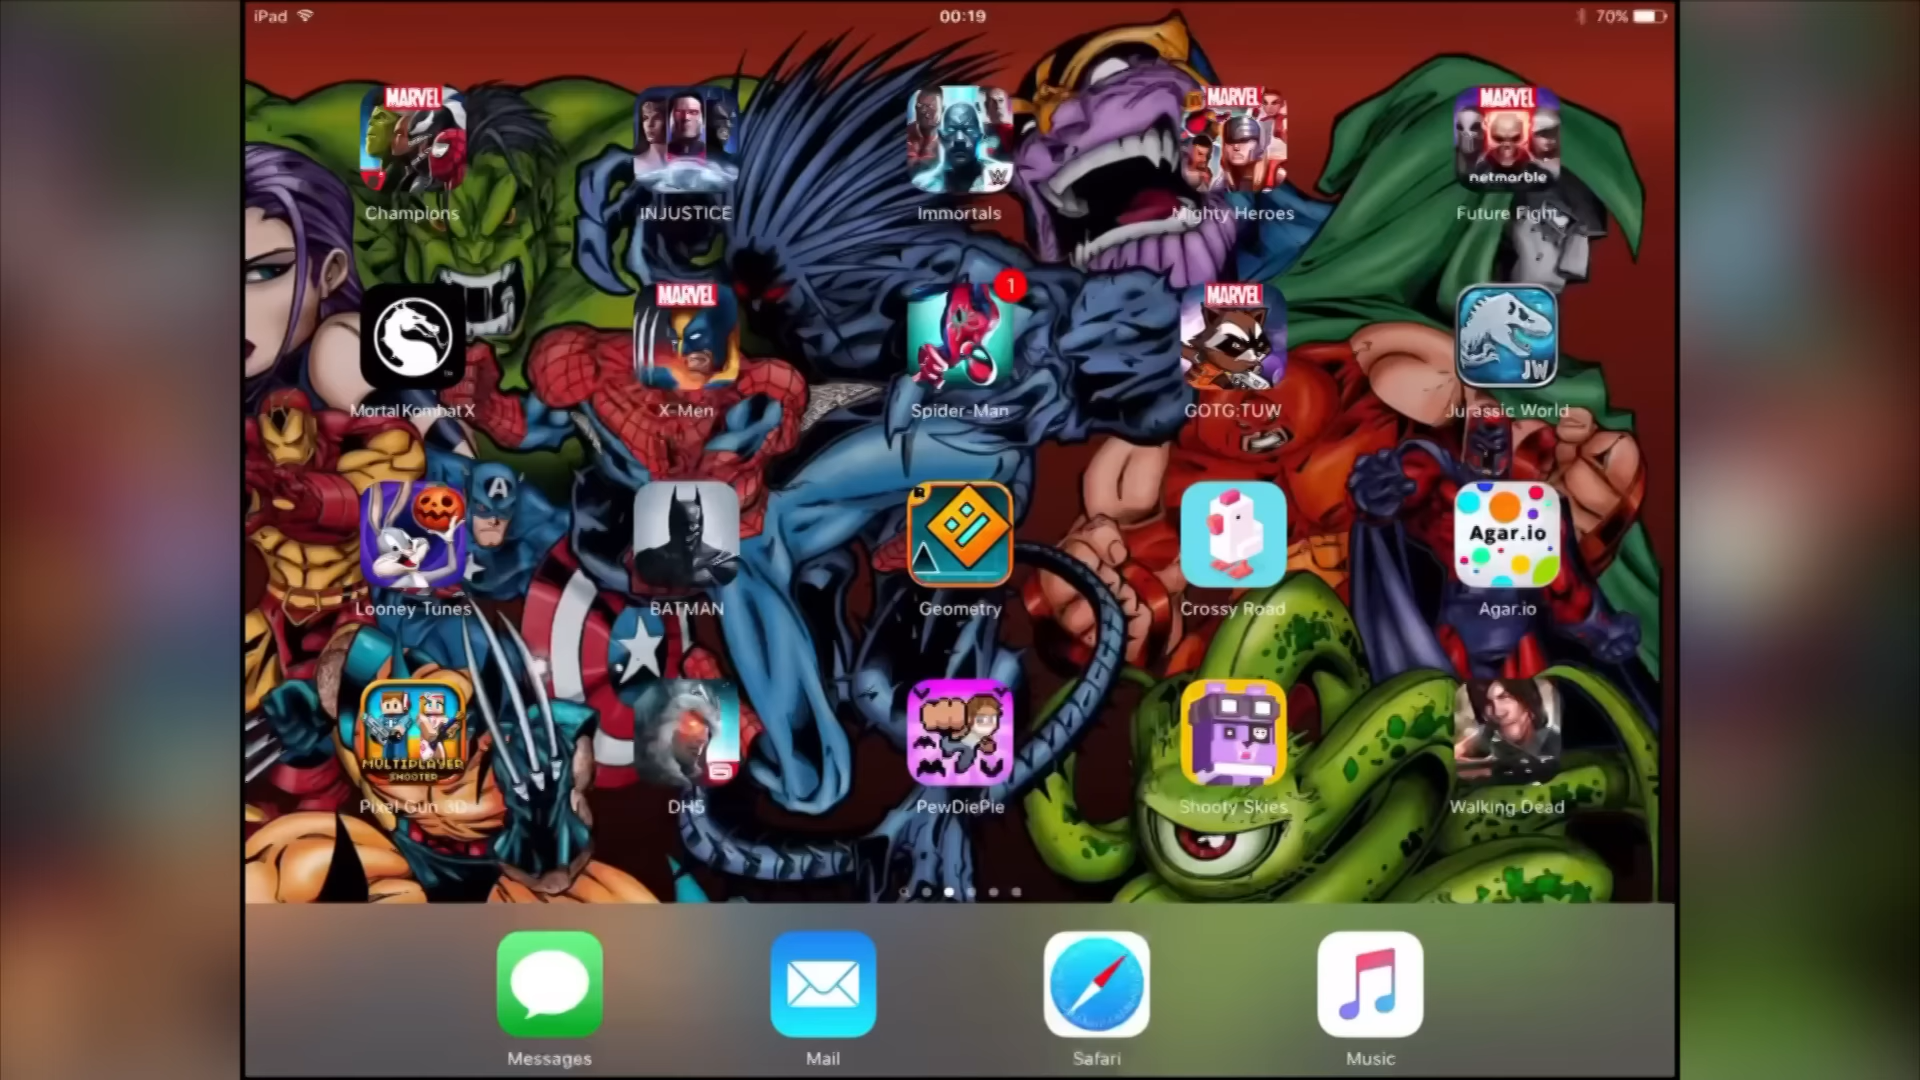 iPad 00:19 70%
MARVEL MARVEL MARVEL
netmarble
Champions INJUSTICE Immortals Mighty Heroes Future Fight
MARVEL 1 MARVEL
JW
Mortal Kombat X X-Men Spider-Man GOTG:TUW Jurassic World
A R Agar.io
Looney Tunes BATMAN Geometry Crossy Road Agar.io
MULTIPLAYER
SHOOTER
Pixel Gun 3D DH5 PewDiePie Shooty Skies Walking Dead
Messages Mail Safari Music